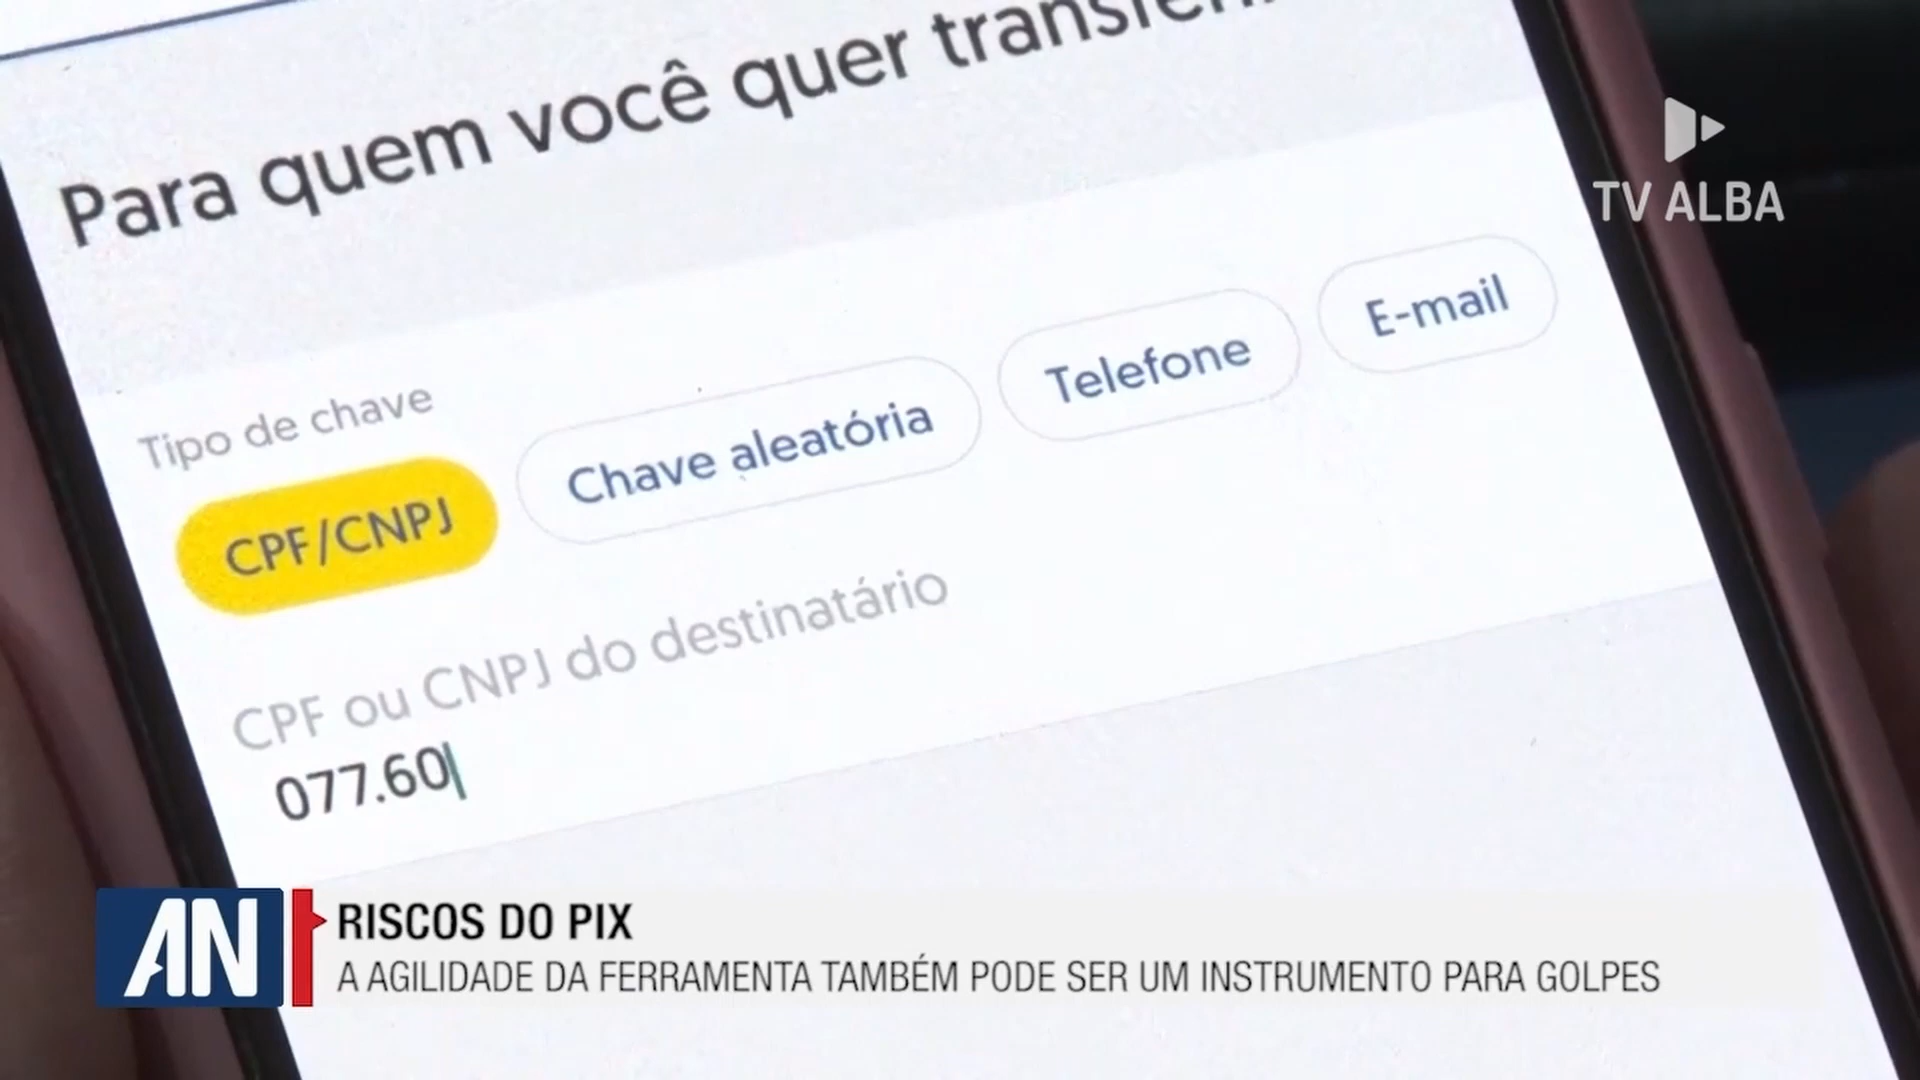 Para quem você quer
TV ALBA
Tipo de chave
CPF/CNPJ
Chave aleatória
Telefone
E-mail
CPF ou CNPJ do destinatário
077.60
AN
RISCOS DO PIX
A AGILIDADE DA FERRAMENTA TAMBÉM PODE SER UM INSTRUMENTO PARA GOLPES